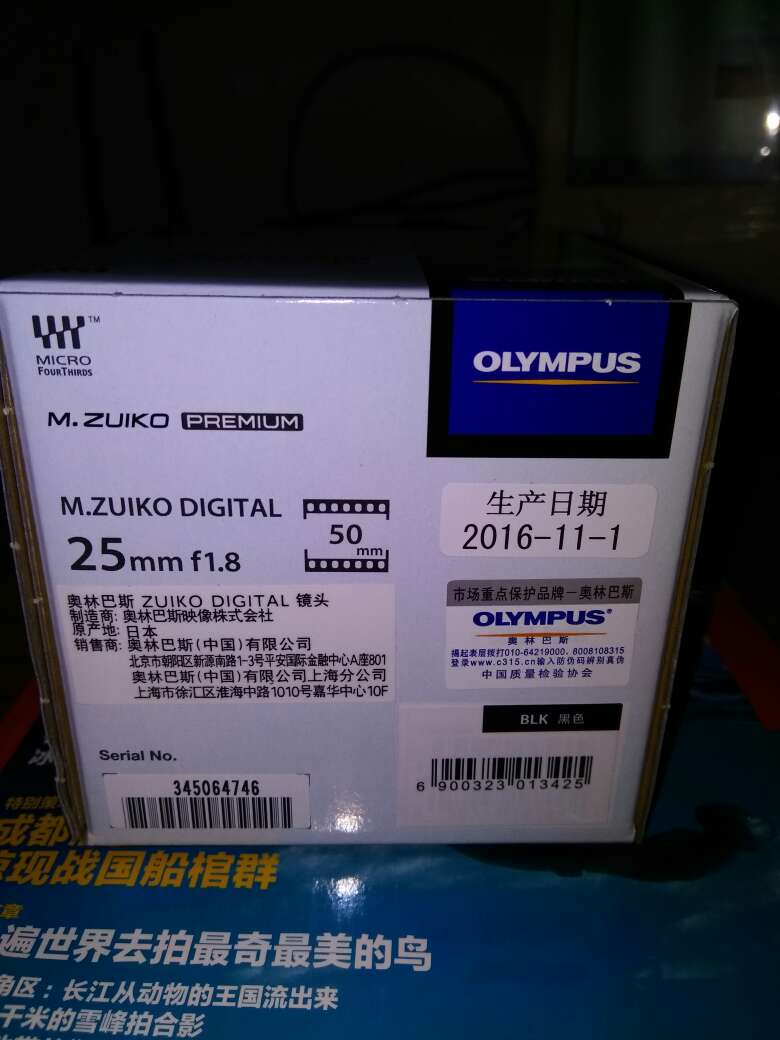 TM
MICRO
FOURTHIRDS
OLYMPUS
M.ZUIKO PREMIUM
M.ZUIKO DIGITAL
25mm f1.8
50
mm
生产日期
2016-11-1
奥林巴斯 ZUIKO DIGITAL 镜头
制造商: 奥林巴斯映像株式会社
原产地: 日本
销售商: 奥林巴斯(中国)有限公司
北京市朝阳区新源南路1-3号平安国际金融中心A座801
奥林巴斯(中国)有限公司上海分公司
上海市徐汇区淮海中路1010号嘉华中心10F
市场重点保护品牌－奥林巴斯
OLYMPUS®
奥林巴斯
揭起表层拨打010-64219000、8008108315
登录www.c315.cn输入防伪码辨别真伪
中国质量检验协会
BLK 黑色
6 900323 013425
Serial No.
345064746
特别策
成都
现战国船棺群
章
遍世界去拍最奇最美的鸟
角区：长江从动物的王国流出来
千米的雪峰拍合影